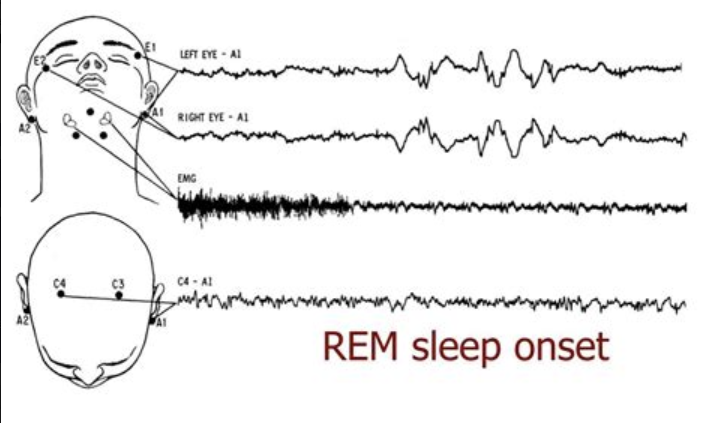 E1
E2
LEFT EYE - A1
A1
A2
RIGHT EYE - A1
EMG
C4
C3
C4 - A1
A2
A1
REM sleep onset